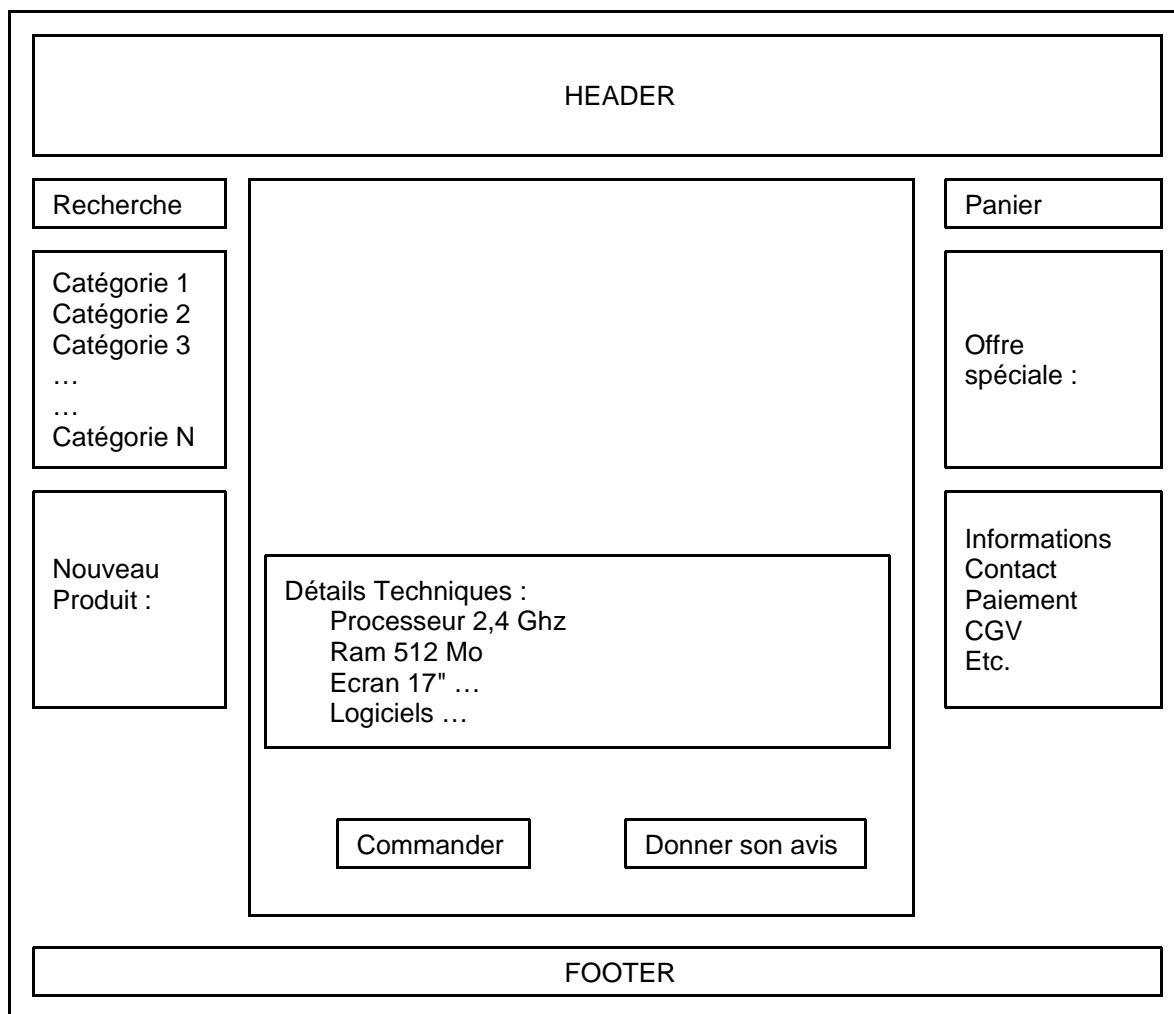 HEADER
Recherche
Catégorie 1
Catégorie 2
Catégorie 3
…
…
Catégorie N
Nouveau
Produit :
Détails Techniques :
Processeur 2,4 Ghz
Ram 512 Mo
Ecran 17" …
Logiciels …
Commander
Donner son avis
Panier
Offre
spéciale :
Informations
Contact
Paiement
CGV
Etc.
FOOTER